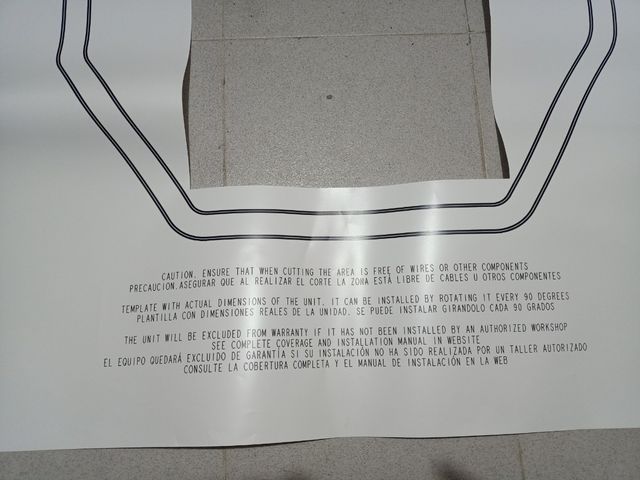 CAUTION. ENSURE THAT WHEN CUTTING THE AREA IS FREE OF WIRES OR OTHER COMPONENTS
PRECAUCION.ASEGURAR QUE AL REALIZAR EL CORTE LA ZONA ESTÁ LIBRE DE CABLES U OTROS COMPONENTES
TEMPLATE WITH ACTUAL DIMENSIONS OF THE UNIT. IT CAN BE INSTALLED BY ROTATING IT EVERY 90 DEGREES
PLANTILLA CON DIMENSIONES REALES DE LA UNIDAD. SE PUEDE INSTALAR GIRANDOLO CADA 90 GRADOS
THE UNIT WILL BE EXCLUDED FROM WARRANTY IF IT HAS NOT BEEN INSTALLED BY AN AUTHORIZED WORKSHOP
SEE COMPLETE COVERAGE AND INSTALLATION MANUAL IN WEBSITE
EL EQUIPO QUEDARÁ EXCLUIDO DE GARANTÍA SI SU INSTALACIÓN NO HA SIDO REALIZADA POR UN TALLER AUTORIZADO
CONSULTE LA COBERTURA COMPLETA Y EL MANUAL DE INSTALACIÓN EN LA WEB